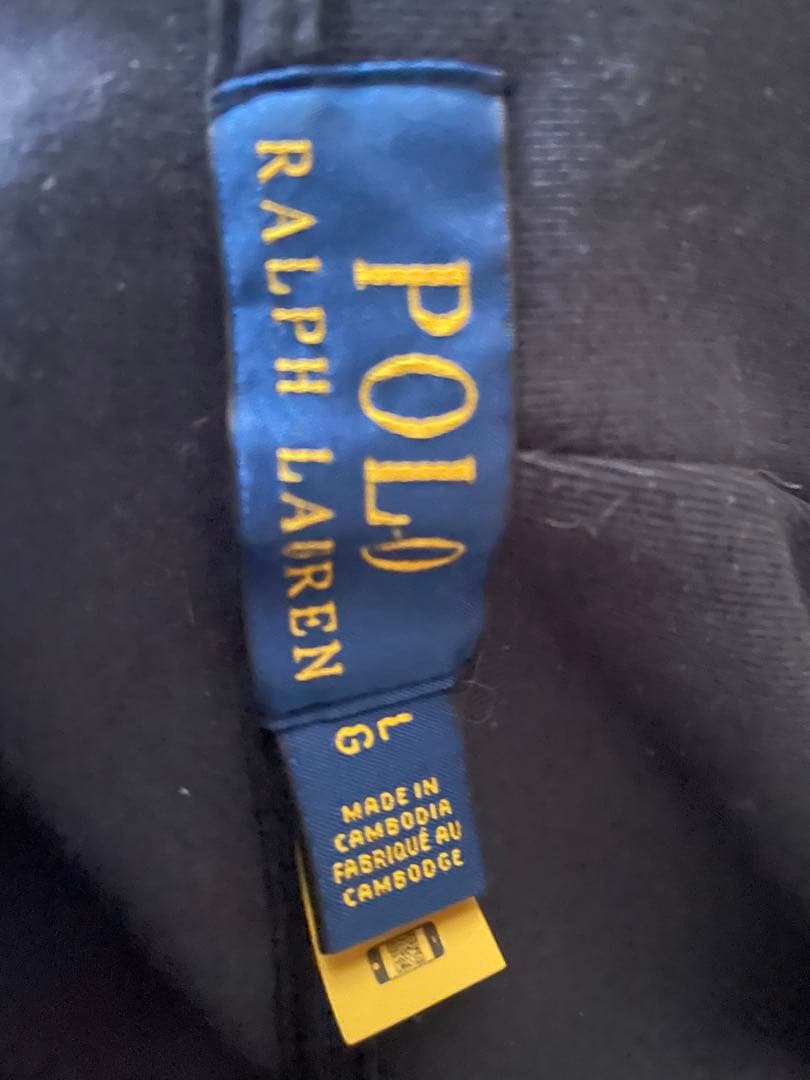 POLO
RALPH LAUREN
L
G
MADE IN
CAMBODIA
FABRIQUÉ AU
CAMBODGE